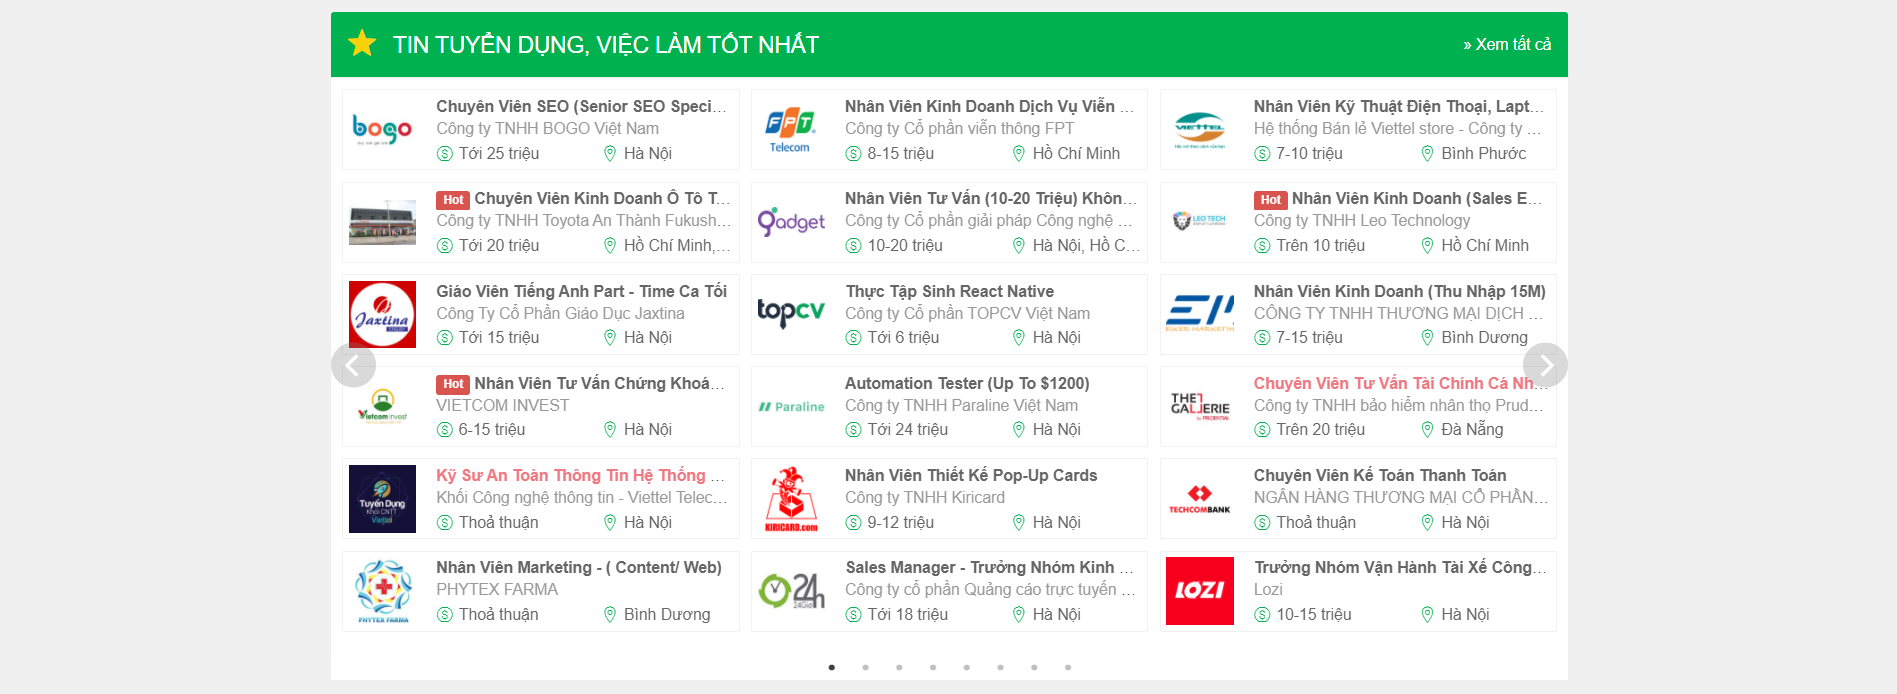 TIN TUYỂN DỤNG, VIỆC LÀM TỐT NHẤT
» Xem tất cả
bogo
Chuyên Viên SEO (Senior SEO Speci...
Công ty TNHH BOGO Việt Nam
Tới 25 triệu
Hà Nội
FPT
Telecom
Nhân Viên Kinh Doanh Dịch Vụ Viễn ...
Công ty Cổ phần viễn thông FPT
8-15 triệu
Hồ Chí Minh
VIETTEL
Nhân Viên Kỹ Thuật Điện Thoại, Lapt...
Hệ thống Bán lẻ Viettel store - Công ty ...
7-10 triệu
Bình Phước
Hot Chuyên Viên Kinh Doanh Ô Tô T...
Công ty TNHH Toyota An Thành Fukush...
Tới 20 triệu
Hồ Chí Minh,...
gadget
Nhân Viên Tư Vấn (10-20 Triệu) Khôn...
Công ty Cổ phần giải pháp Công nghệ ...
10-20 triệu
Hà Nội, Hồ C...
LEO TECH
Hot Nhân Viên Kinh Doanh (Sales E...
Công ty TNHH Leo Technology
Trên 10 triệu
Hồ Chí Minh
Jaxtina
Giáo Viên Tiếng Anh Part - Time Ca Tối
Công Ty Cổ Phần Giáo Dục Jaxtina
Tới 15 triệu
Hà Nội
topcv
Thực Tập Sinh React Native
Công ty Cổ phần TOPCV Việt Nam
Tới 6 triệu
Hà Nội
Nhân Viên Kinh Doanh (Thu Nhập 15M)
CÔNG TY TNHH THƯƠNG MẠI DỊCH ...
7-15 triệu
Bình Dương
Vietcom Invest
Hot Nhân Viên Tư Vấn Chứng Khoá...
VIETCOM INVEST
6-15 triệu
Hà Nội
Paraline
Automation Tester (Up To $1200)
Công ty TNHH Paraline Việt Nam
Tới 24 triệu
Hà Nội
THE
GALLERIE
by PRUDENTIAL
Chuyên Viên Tư Vấn Tài Chính Cá Nh...
Công ty TNHH bảo hiểm nhân thọ Prud...
Trên 20 triệu
Đà Nẵng
Tuyển Dụng
Khối CNTT
Viettel
Kỹ Sư An Toàn Thông Tin Hệ Thống ...
Khối Công nghệ thông tin - Viettel Telec...
Thoả thuận
Hà Nội
KIRICARD.com
Nhân Viên Thiết Kế Pop-Up Cards
Công ty TNHH Kiricard
9-12 triệu
Hà Nội
TECHCOMBANK
Chuyên Viên Kế Toán Thanh Toán
NGÂN HÀNG THƯƠNG MẠI CỔ PHẦN...
Thoả thuận
Hà Nội
PHYTEX FARMA
Nhân Viên Marketing - ( Content/ Web)
PHYTEX FARMA
Thoả thuận
Bình Dương
24h
24Giờ
Sales Manager - Trưởng Nhóm Kinh ...
Công ty cổ phần Quảng cáo trực tuyến ...
Tới 18 triệu
Hà Nội
LOZI
Trưởng Nhóm Vận Hành Tài Xế Công...
Lozi
10-15 triệu
Hà Nội